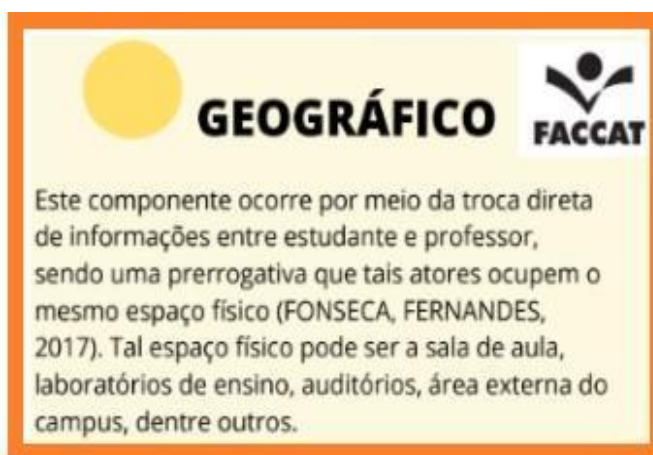 GEOGRÁFICO
FACCAT
Este componente ocorre por meio da troca direta
de informações entre estudante e professor,
sendo uma prerrogativa que tais atores ocupem o
mesmo espaço físico (FONSECA, FERNANDES,
2017). Tal espaço físico pode ser a sala de aula,
laboratórios de ensino, auditórios, área externa do
campus, dentre outros.